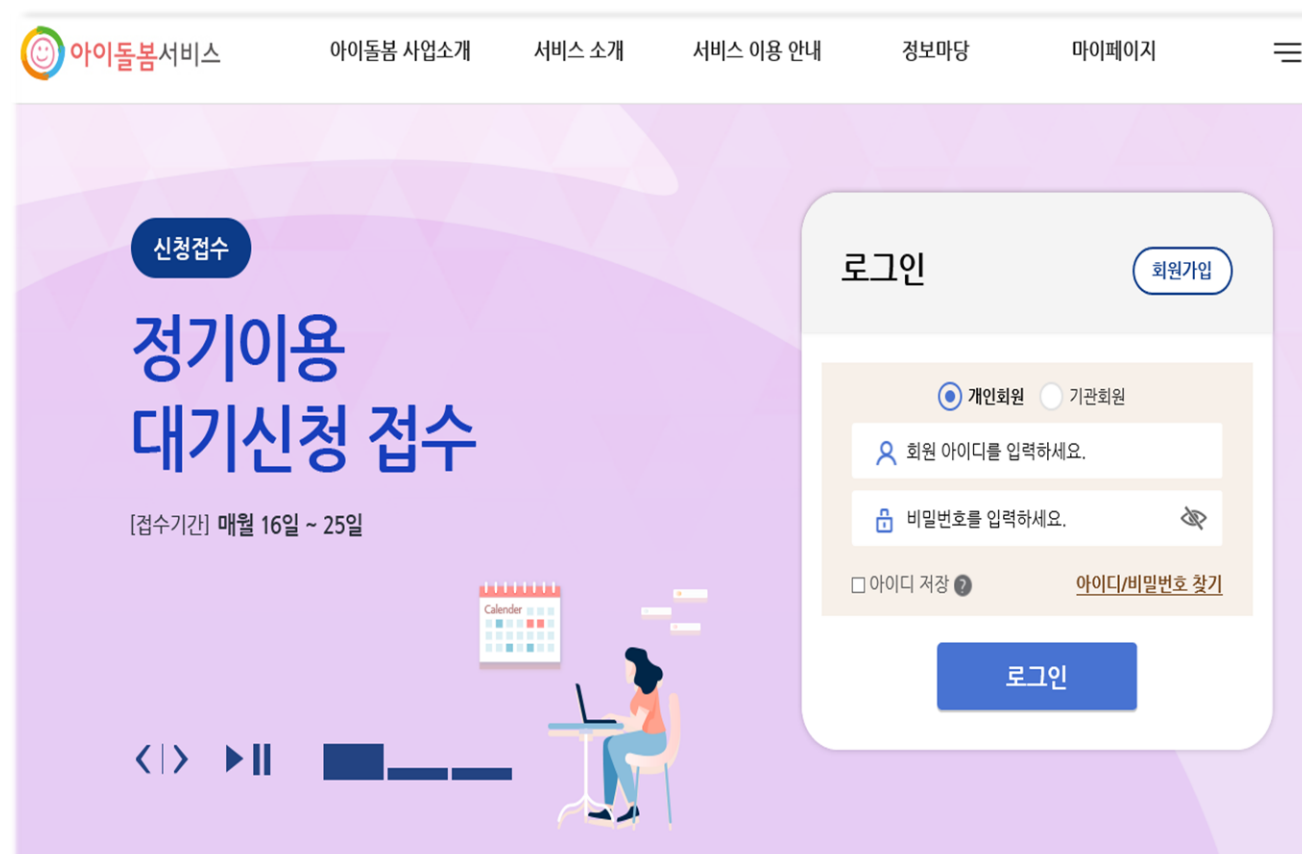 아이돌봄서비스
아이돌봄 사업소개 서비스 소개 서비스 이용 안내 정보마당 마이페이지
신청접수
정기이용
대기신청 접수
[접수기간] 매월 16일 ~ 25일
Calender
로그인 회원가입
개인회원 기관회원
회원 아이디를 입력하세요.
비밀번호를 입력하세요.
아이디 저장 ? 아이디/비밀번호 찾기
로그인